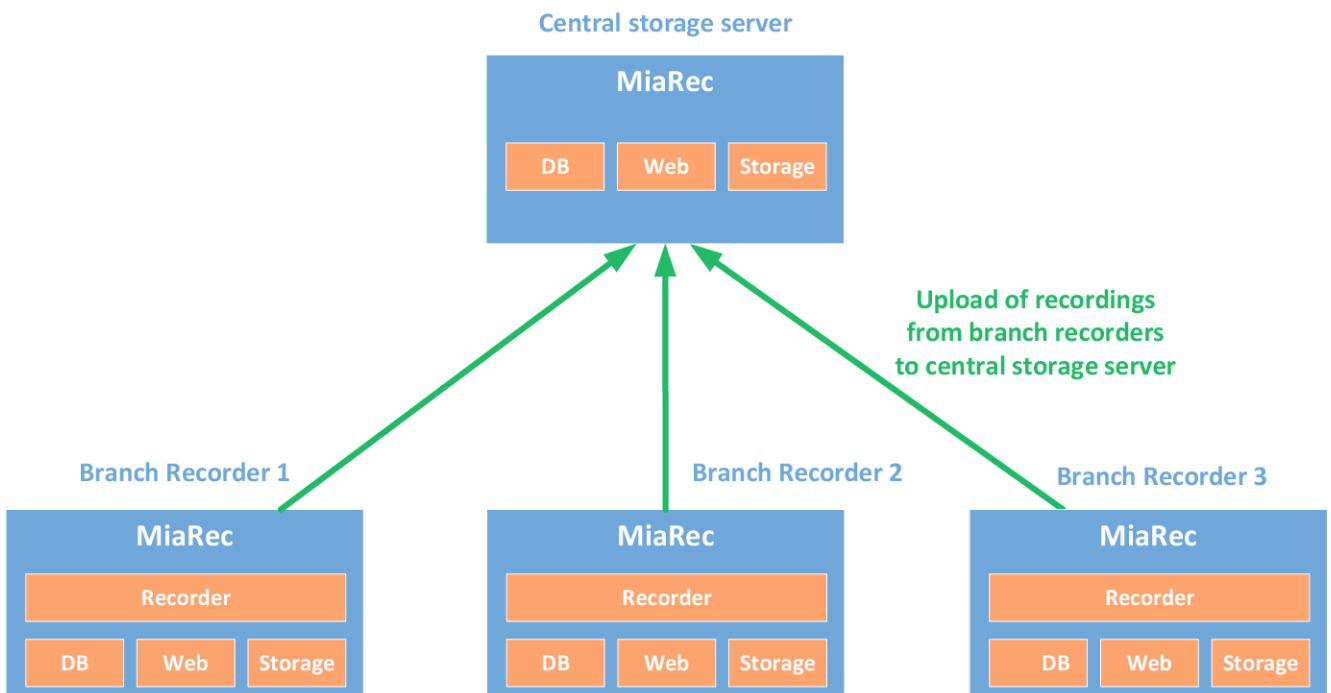 Central storage server
MiaRec
DB Web Storage
Upload of recordings
from branch recorders
to central storage server
Branch Recorder 1
Branch Recorder 2
Branch Recorder 3
MiaRec
Recorder
DB Web Storage
MiaRec
Recorder
DB Web Storage
MiaRec
Recorder
DB Web Storage